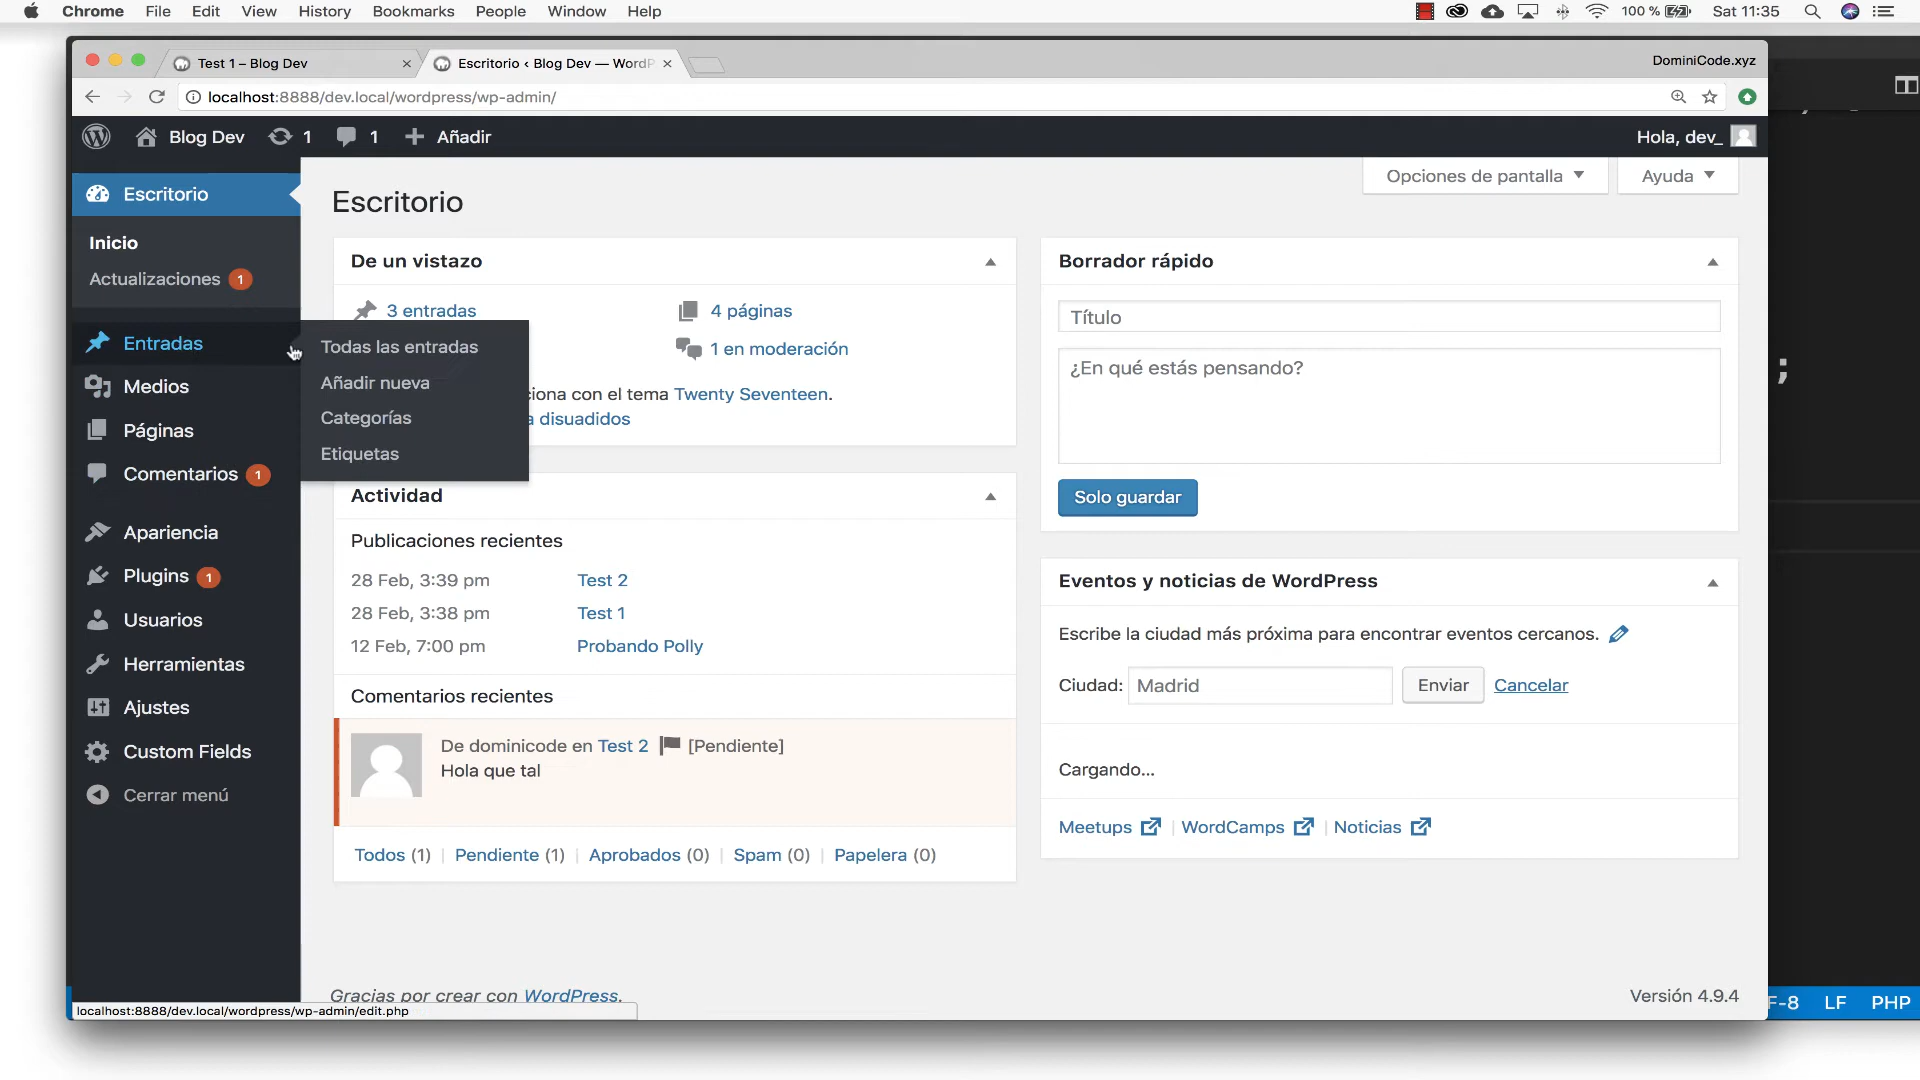 Chrome File Edit View History Bookmarks People Window Help 100 % Sat 11:35
Test 1 – Blog Dev Escritorio ‹ Blog Dev — WordP DominiCode.xyz
localhost:8888/dev.local/wordpress/wp-admin/
Blog Dev 1 1 Añadir Hola, dev_
Opciones de pantalla Ayuda
Escritorio
Inicio
Actualizaciones 1
Entradas
Medios
Páginas
Comentarios 1
Apariencia
Plugins 1
Usuarios
Herramientas
Ajustes
Custom Fields
Cerrar menú
Todas las entradas
Añadir nueva
Categorías
Etiquetas
Escritorio
De un vistazo
3 entradas 4 páginas
1 en moderación
iona con el tema Twenty Seventeen.
a disuadidos
Actividad
Publicaciones recientes
28 Feb, 3:39 pm Test 2
28 Feb, 3:38 pm Test 1
12 Feb, 7:00 pm Probando Polly
Comentarios recientes
De dominicode en Test 2 [Pendiente]
Hola que tal
Todos (1) | Pendiente (1) | Aprobados (0) | Spam (0) | Papelera (0)
Borrador rápido
Título
¿En qué estás pensando?
Solo guardar
Eventos y noticias de WordPress
Escribe la ciudad más próxima para encontrar eventos cercanos.
Ciudad: Madrid Enviar Cancelar
Cargando...
Meetups | WordCamps | Noticias
Gracias por crear con WordPress. Versión 4.9.4
localhost:8888/dev.local/wordpress/wp-admin/edit.php
;
F-8 LF PHP